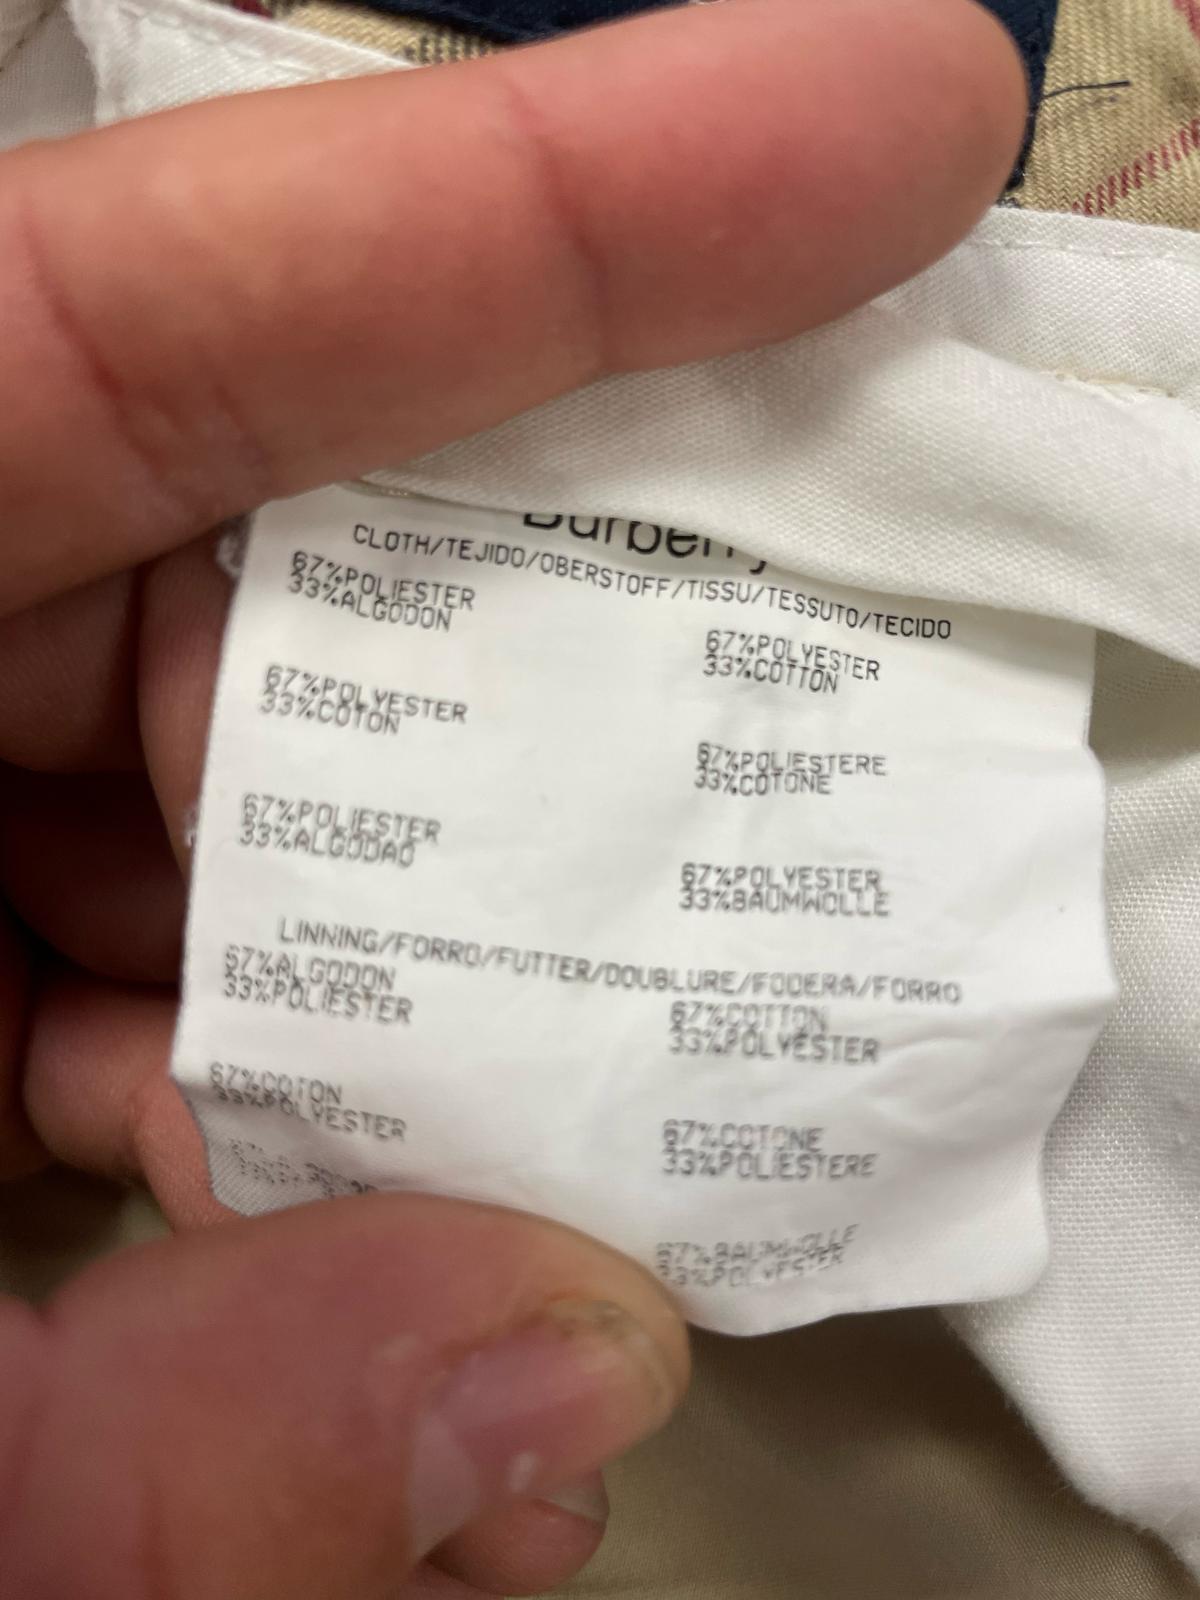 Burberry
CLOTH/TEJIDO/OBERSTOFF/TISSU/TESSUTO/TECIDO
67%POLIESTER
33%ALGODON
67%POLYESTER
33%COTTON
67%POLYESTER
33%COTON
67%POLIESTERE
33%COTONE
67%POLIESTER
33%ALGODAO
67%POLYESTER
33%BAUMWOLLE
LINNING/FORRO/FUTTER/DOUBLURE/FODERA/FORRO
67%ALGODON
33%POLIESTER
67%COTTON
33%POLYESTER
67%COTON
33%POLYESTER
67%COTONE
33%POLIESTERE
67%BAUMWOLLE
33%POLYESTER